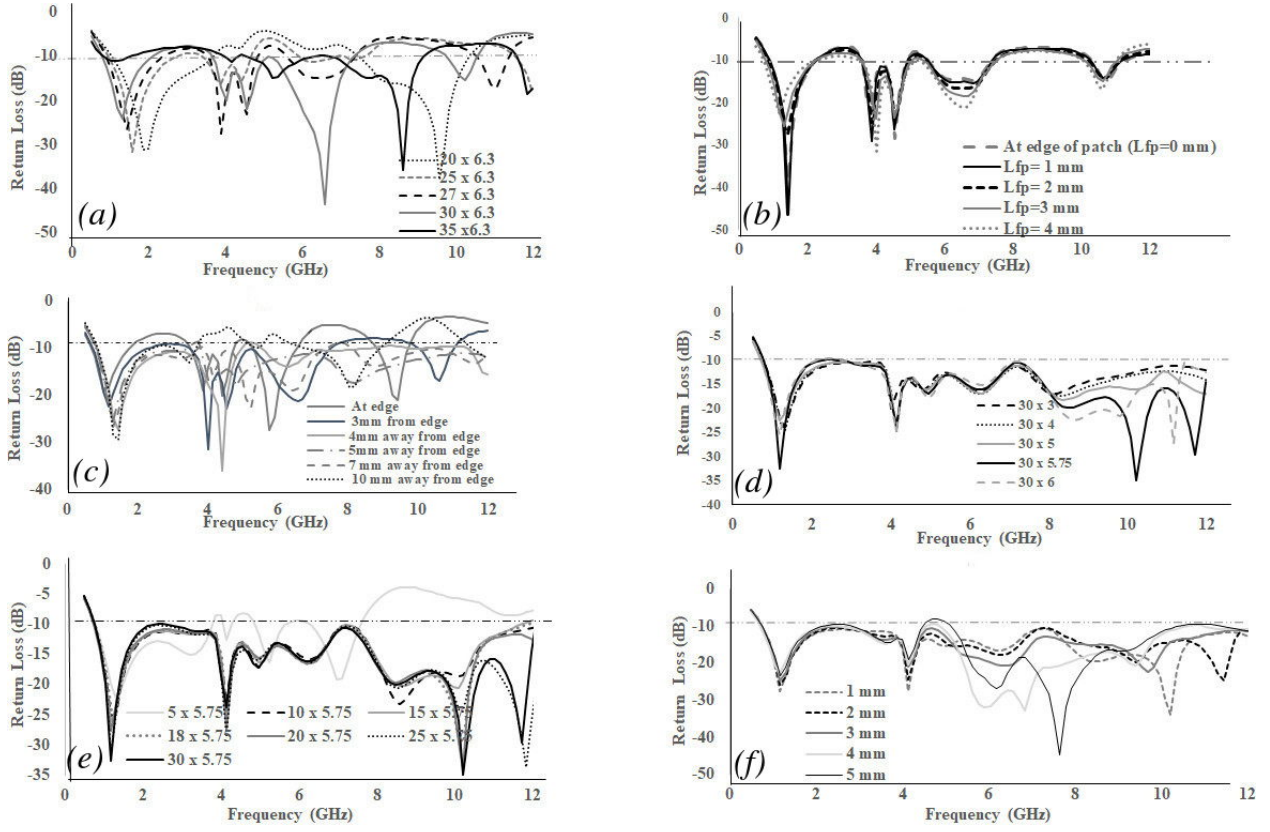 0
-10
-20
-30
-40
-50
Return Loss (dB)
20 x 6.3
25 x 6.3
27 x 6.3
30 x 6.3
35 x6.3
(a)
0 2 4 6 8 10 12
Frequency (GHz)
0
-10
-20
-30
-40
-50
Return Loss (dB)
At edge of patch (Lfp=0 mm)
Lfp= 1 mm
Lfp= 2 mm
Lfp=3 mm
Lfp= 4 mm
(b)
0 2 4 6 8 10 12
Frequency (GHz)
0
-10
-20
-30
-40
Return Loss (dB)
At edge
3mm from edge
4mm away from edge
5mm away from edge
7 mm away from edge
10 mm away from edge
(c)
0 2 4 6 8 10 12
Frequency (GHz)
0
-5
-10
-15
-20
-25
-30
-35
-40
Return Loss (dB)
30 x 3
30 x 4
30 x 5
30 x 5.75
30 x 6
(d)
0 2 4 6 8 10 12
Frequency (GHz)
0
-5
-10
-15
-20
-25
-30
-35
Return Loss (dB)
5 x 5.75 10 x 5.75 15 x 5.75
18 x 5.75 20 x 5.75 25 x 5.75
30 x 5.75
(e)
0 2 4 6 8 10 12
Frequency (GHz)
0
-10
-20
-30
-40
-50
Return Loss (dB)
1 mm
2 mm
3 mm
4 mm
5 mm
(f)
0 2 4 6 8 10 12
Frequency (GHz)